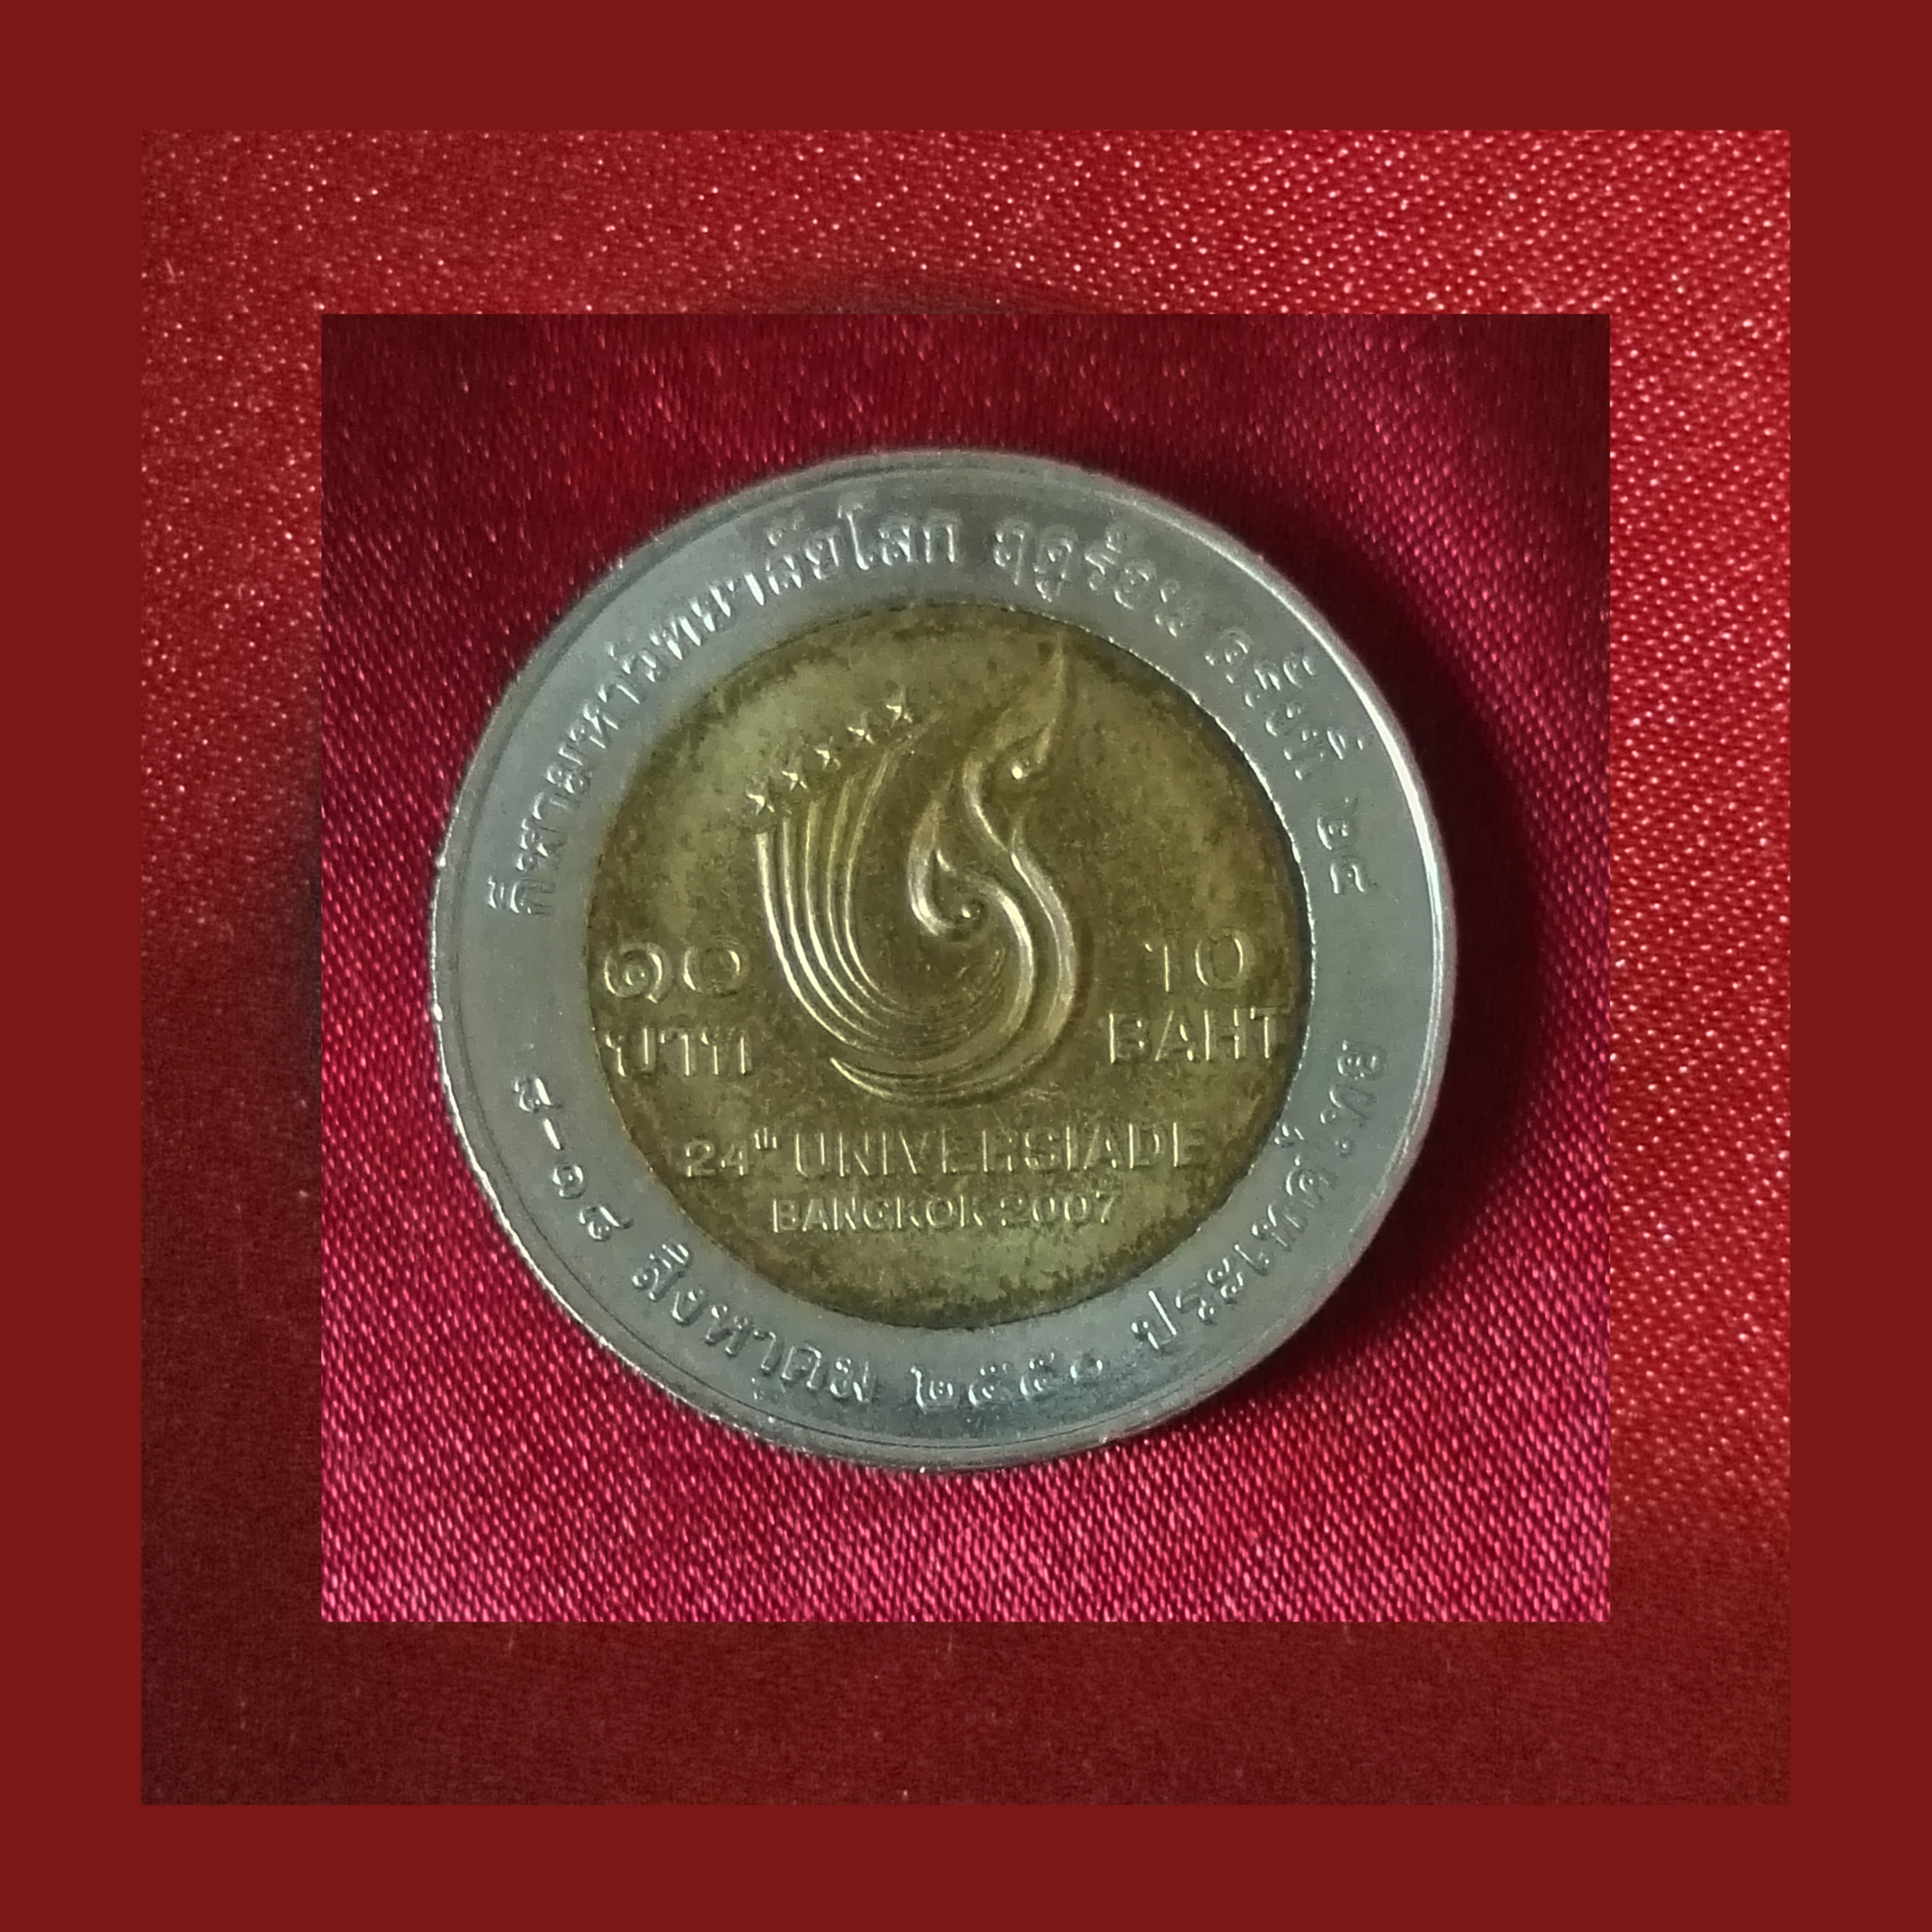 กีฬามหาวิทยาลัยโลก ฤดูร้อน ครั้งที่ ๒๔
๑๐
บาท
10
BAHT
24th UNIVERSIADE
BANGKOK 2007
๘-๑๘ สิงหาคม ๒๕๕๐ ประเทศไทย